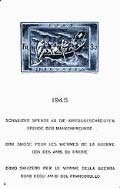 1945
SCHWEIZER SPENDE AN DIE KRIEGSGESCHÄDIGTEN
SPENDE DER MARKENFREUNDE
DON SUISSE POUR LES VICTIMES DE LA GUERRE
DON DES AMIS DU TIMBRE
DONO SVIZZERO PER LE VITTIME DELLA GUERRA
DONO DEGLI AMICI DEL FRANCOBOLLO